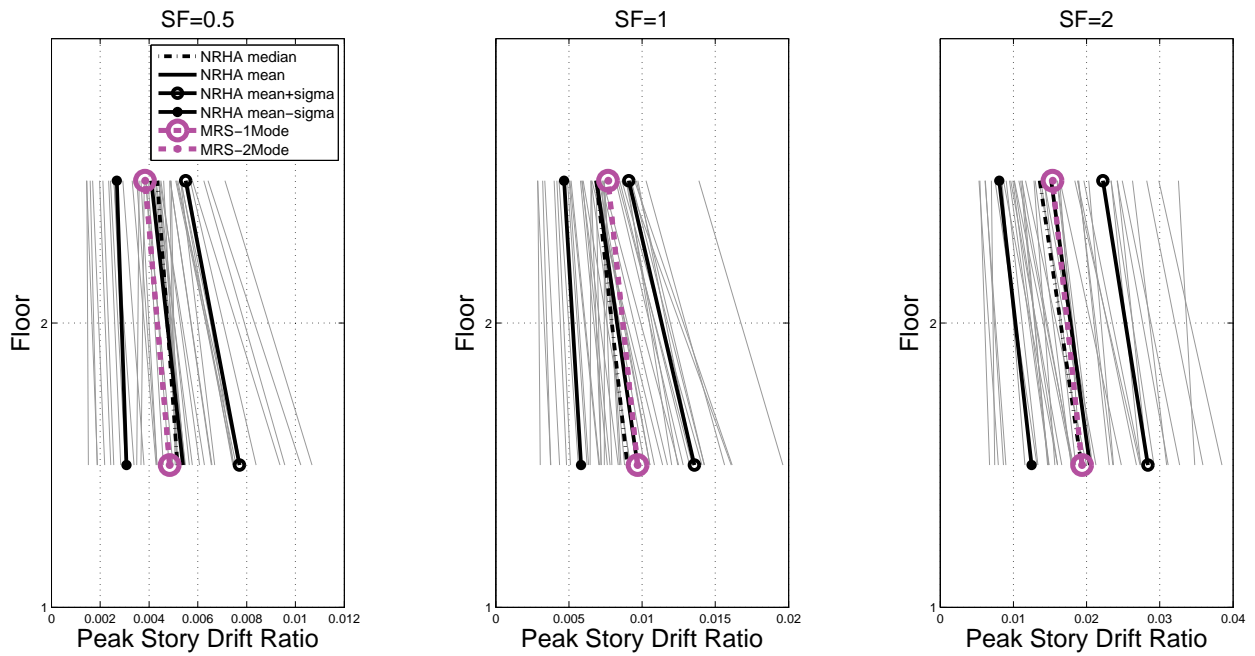 SF=0.5
NRHA median
NRHA mean
NRHA mean+sigma
NRHA mean−sigma
MRS−1Mode
MRS−2Mode
Floor
2
1
0
0.002
0.004
0.006
0.008
0.01
0.012
Peak Story Drift Ratio
SF=1
Floor
2
1
0
0.005
0.01
0.015
0.02
Peak Story Drift Ratio
SF=2
Floor
2
1
0
0.01
0.02
0.03
0.04
Peak Story Drift Ratio